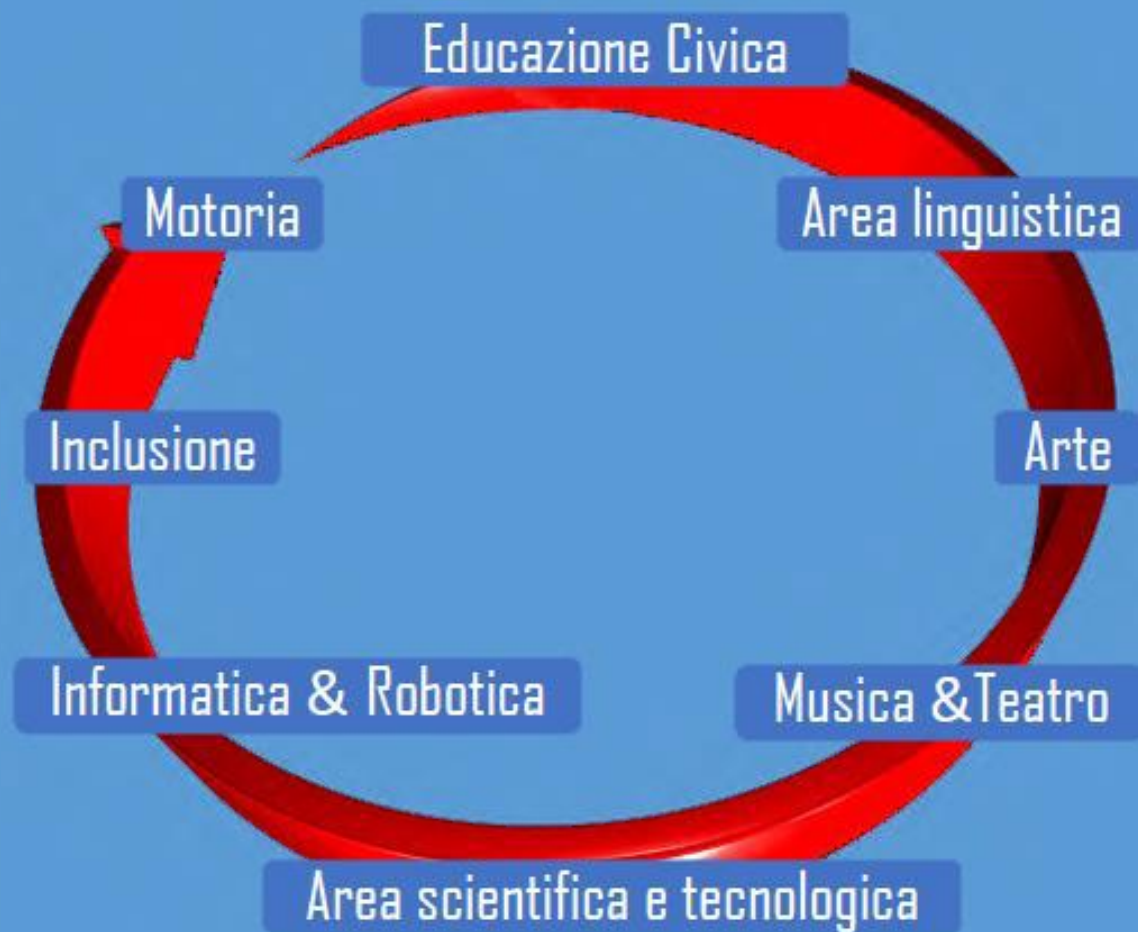 Educazione Civica
Motoria
Area linguistica
Inclusione
Arte
Informatica & Robotica
Musica &Teatro
Area scientifica e tecnologica